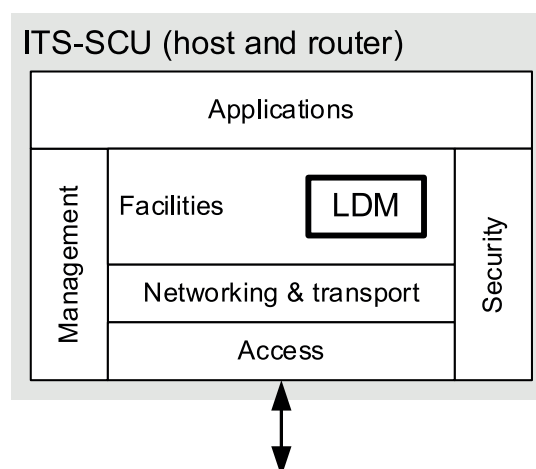 ITS-SCU (host and router)
Applications
Management
Facilities
LDM
Security
Networking & transport
Access